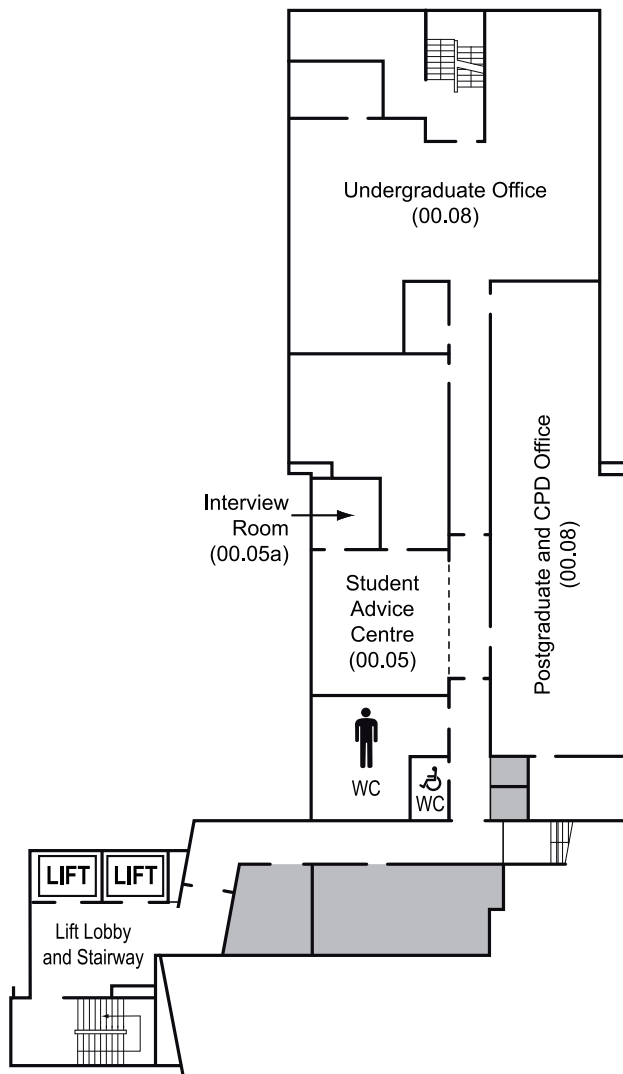 Undergraduate Office
(00.08)
Interview
Room
(00.05a)
Student
Advice
Centre
(00.05)
Postgraduate and CPD Office
(00.08)
WC
WC
LIFT
LIFT
Lift Lobby
and Stairway